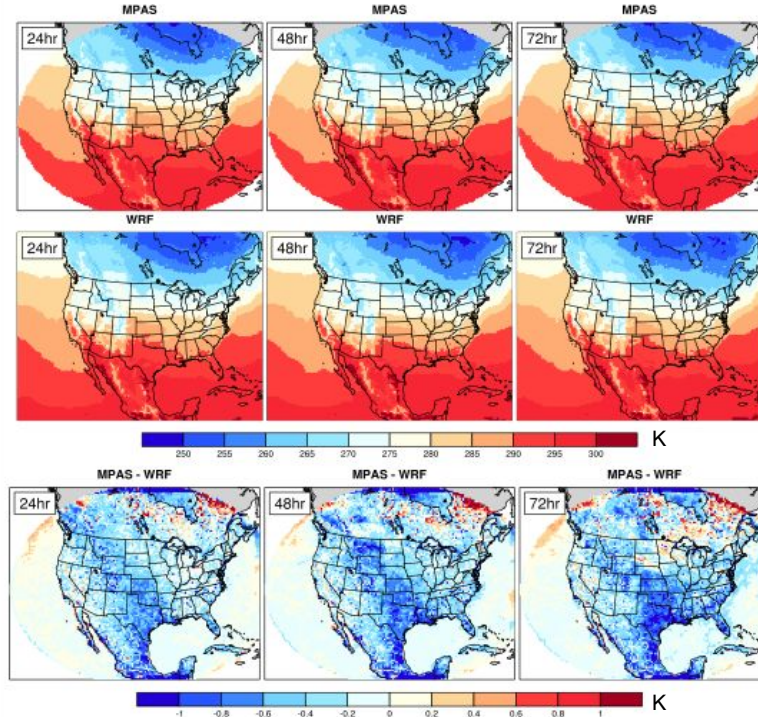 MPAS MPAS MPAS
24hr 48hr 72hr
WRF WRF WRF
24hr 48hr 72hr
250 255 260 265 270 275 280 285 290 295 300 K
MPAS - WRF MPAS - WRF MPAS - WRF
24hr 48hr 72hr
-1 -0.8 -0.6 -0.4 -0.2 0 0.2 0.4 0.6 0.8 1 K